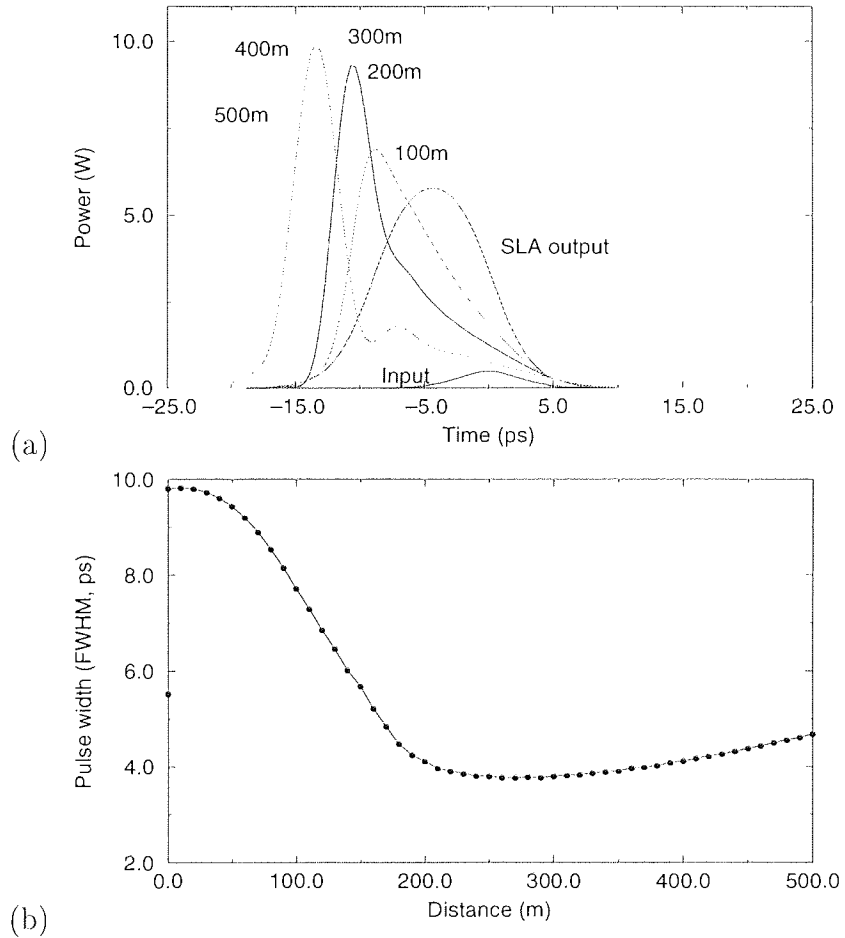 10.0
300m
400m
200m
500m
100m
Power (W)
5.0
SLA output
Input
0.0
−25.0 −15.0 −5.0 5.0 15.0 25.0
Time (ps)
(a)
10.0
8.0
Pulse width (FWHM, ps)
6.0
4.0
2.0
0.0 100.0 200.0 300.0 400.0 500.0
Distance (m)
(b)